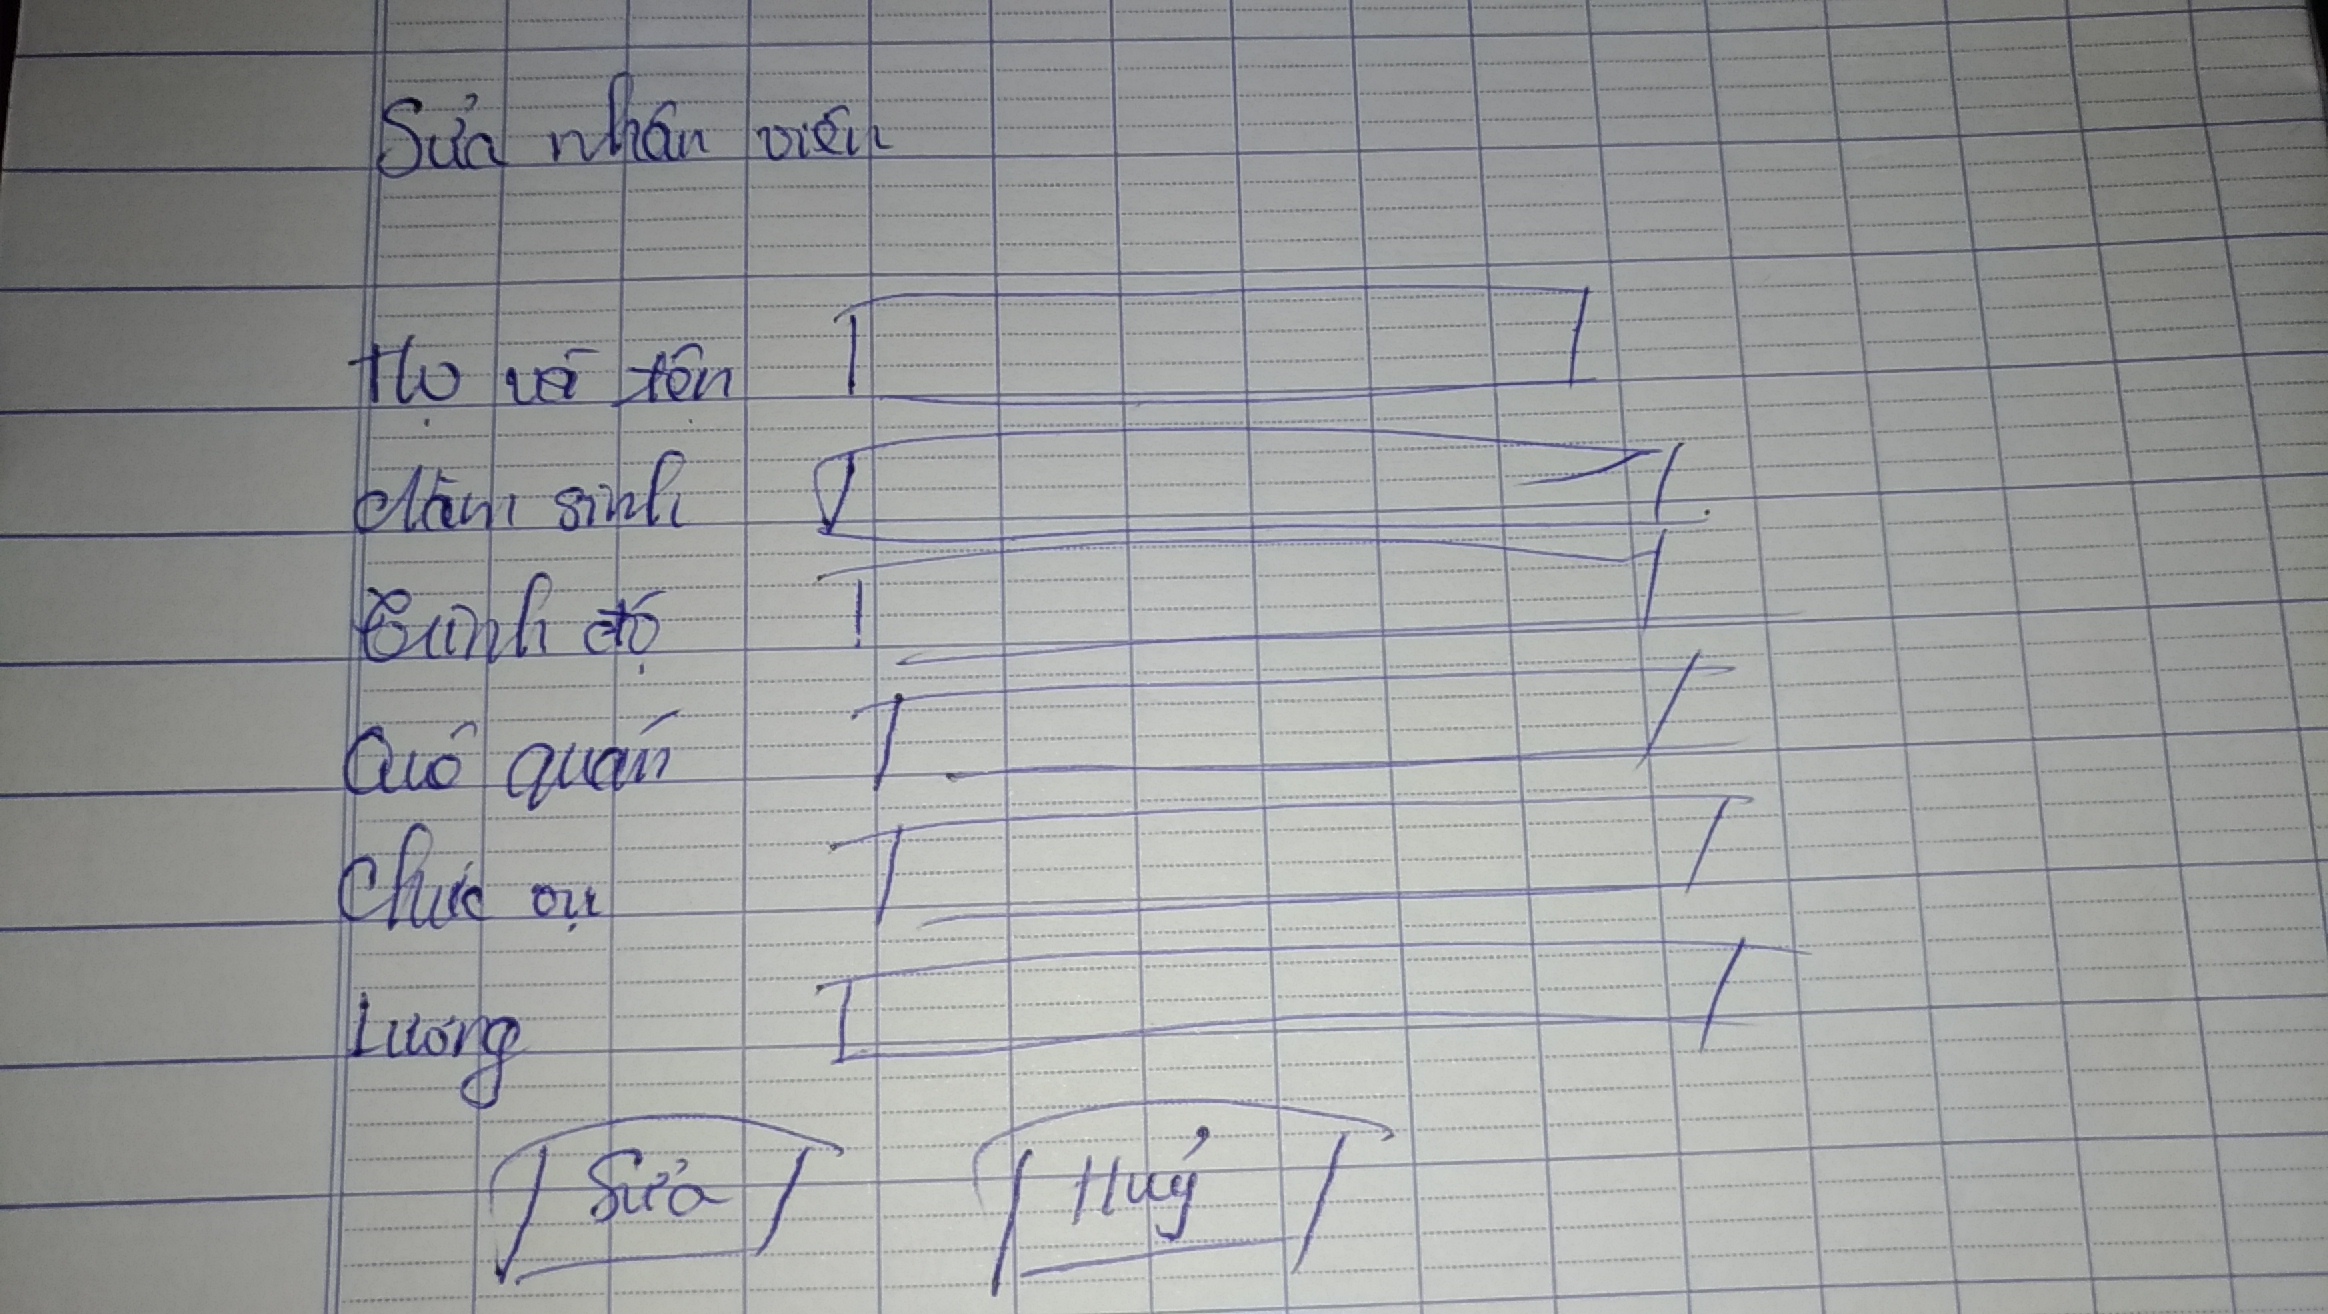 Sửa nhân viên
Họ và tên
Năm sinh
Trình độ
Quê quán
Chức vụ
Lương
Sửa Huỷ